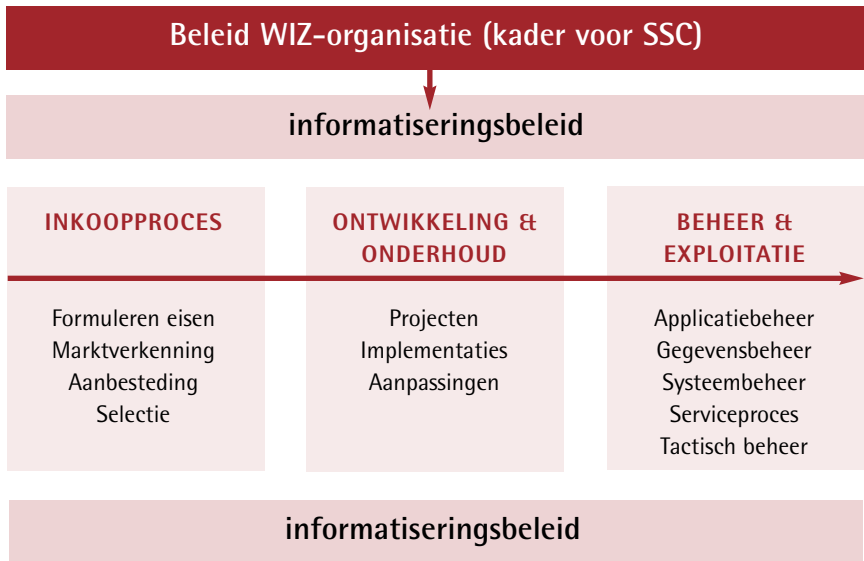 Beleid WIZ-organisatie (kader voor SSC)
informatiseringsbeleid
INKOOPPROCES
Formuleren eisen
Marktverkenning
Aanbesteding
Selectie
ONTWIKKELING &
ONDERHOUD
Projecten
Implementaties
Aanpassingen
BEHEER &
EXPLOITATIE
Applicatiebeheer
Gegevensbeheer
Systeembeheer
Serviceproces
Tactisch beheer
informatiseringsbeleid